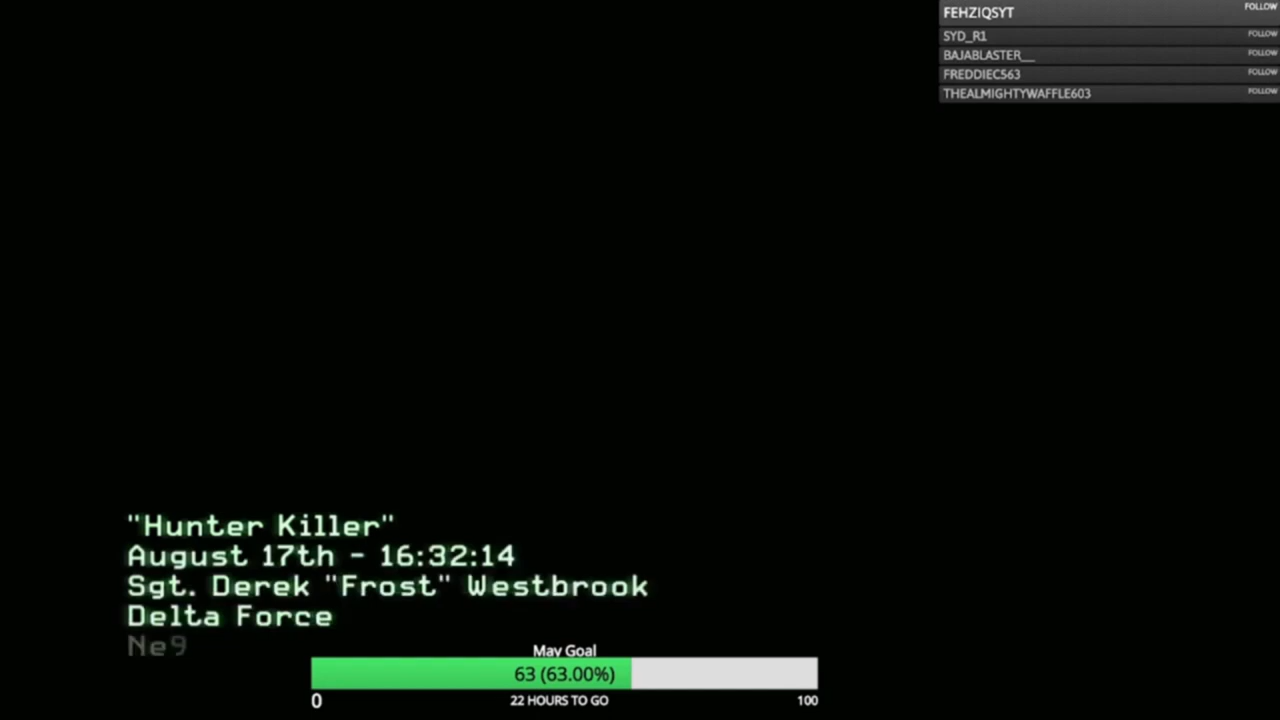 FEHZIQSYT FOLLOW
SYD_R1 FOLLOW
BAJABLASTER__ FOLLOW
FREDDIEC563 FOLLOW
THEALMIGHTYWAFFLE603 FOLLOW
"Hunter Killer"
August 17th - 16:32:14
Sgt. Derek "Frost" Westbrook
Delta Force
Ne9
May Goal
63 (63.00%)
0 22 HOURS TO GO 100